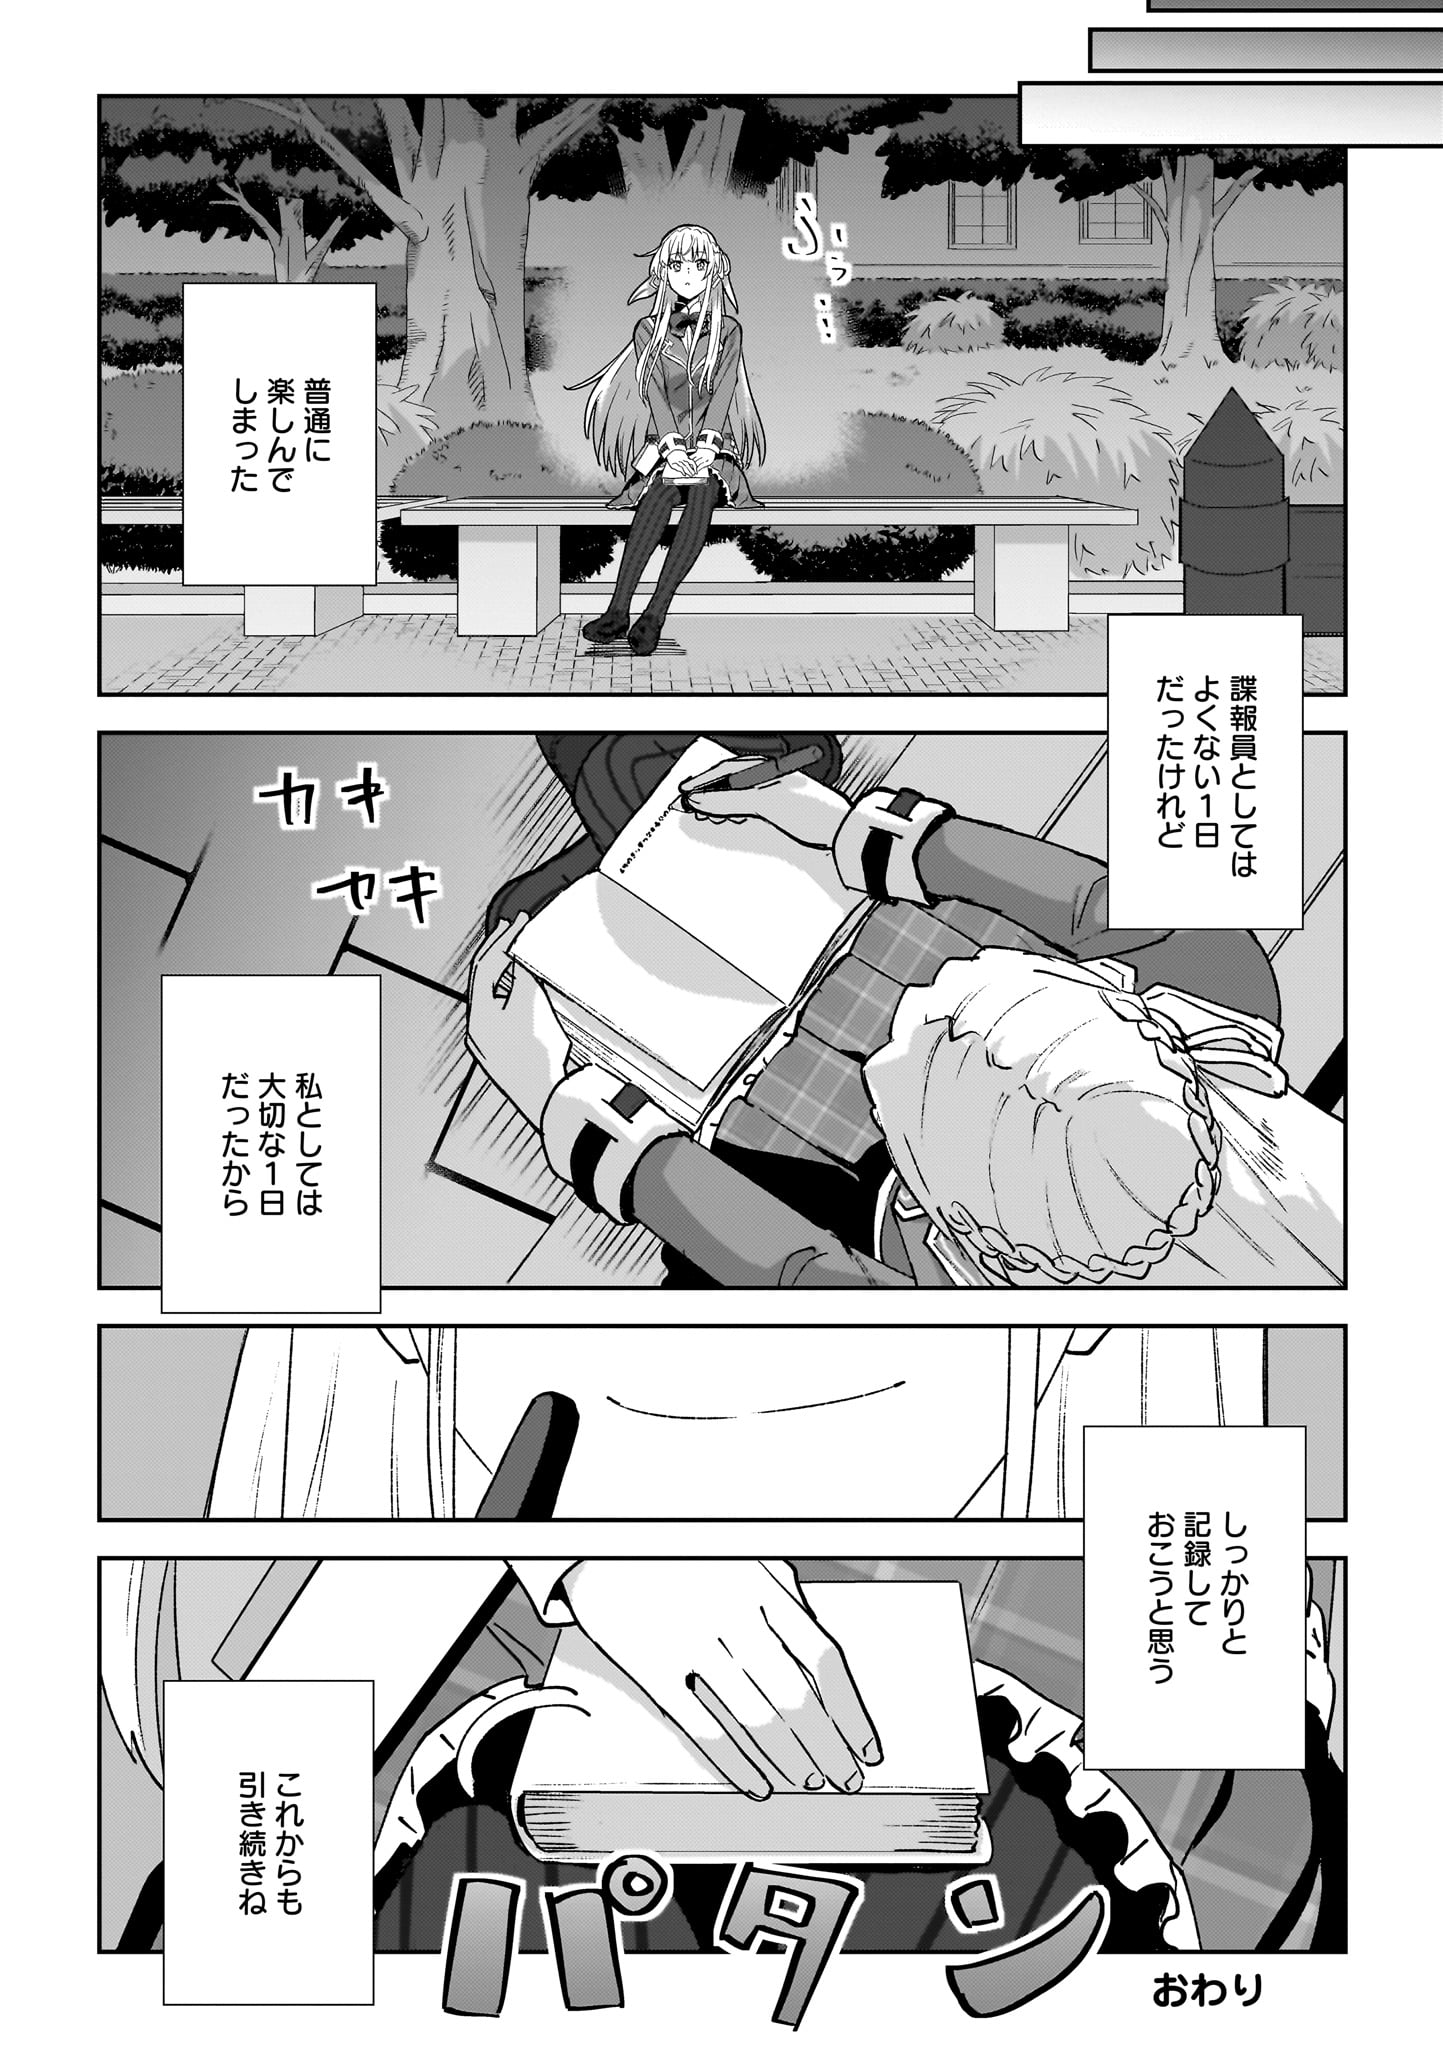 ふぅ…
普通に
楽しんで
しまった
諜報員としては
よくない1日
だったけれど
カキ
カキ
私としては
大切な1日
だったから
しっかりと
記録して
おこうと思う
これからも
引き続きね
パタン
おわり